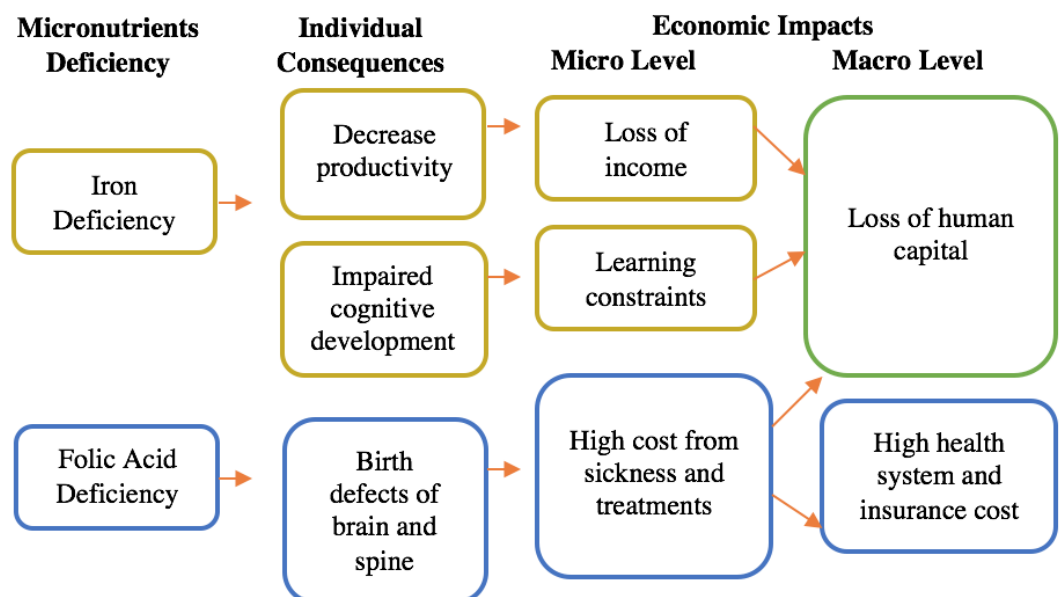 Micronutrients
Deficiency
Individual
Consequences
Economic Impacts
Micro Level
Macro Level
Iron
Deficiency
Decrease
productivity
Loss of
income
Loss of human
capital
Impaired
cognitive
development
Learning
constraints
Folic Acid
Deficiency
Birth
defects of
brain and
spine
High cost from
sickness and
treatments
High health
system and
insurance cost